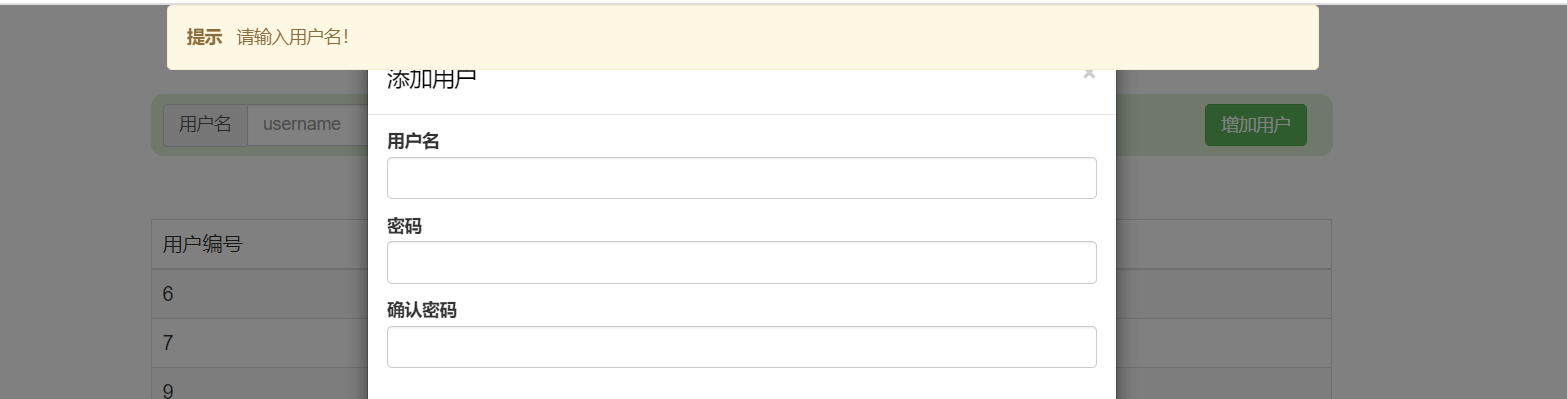 提示 请输入用户名！
添加用户 ×
用户名 username 增加用户
用户名
密码
确认密码
用户编号
6
7
9